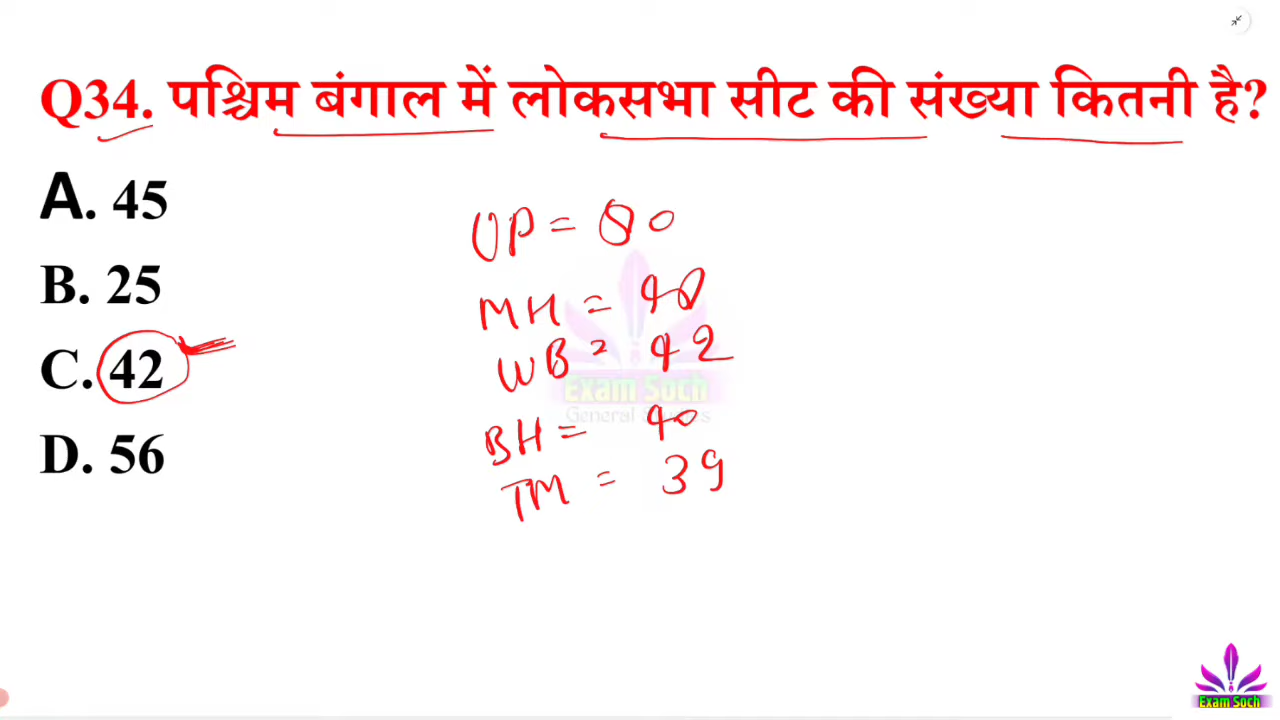 Q34. पश्चिम बंगाल में लोकसभा सीट की संख्या कितनी है?
A. 45
B. 25
C. 42
D. 56
UP = 80
MH = 48
WB = 42
BH = 40
TM = 39
Exam Soch
General
Exam Soch